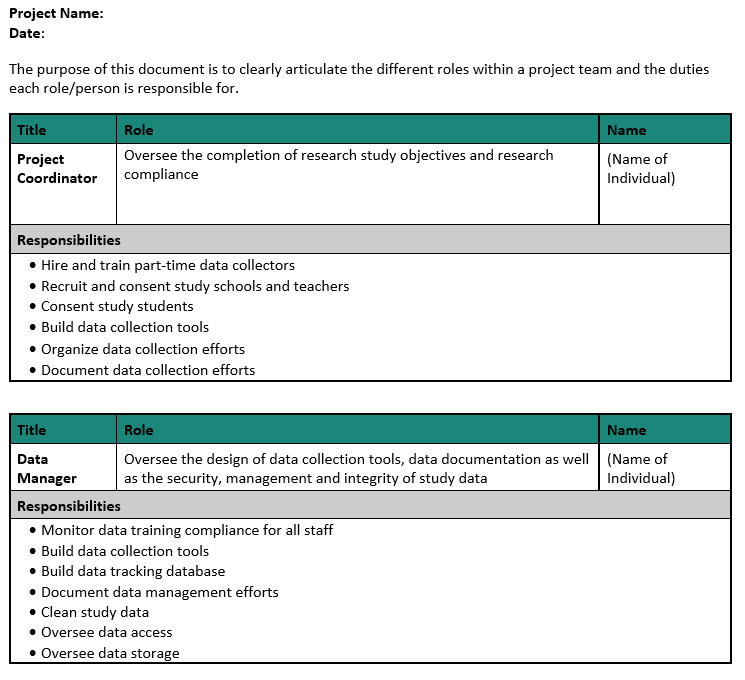 Project Name:
Date:
The purpose of this document is to clearly articulate the different roles within a project team and the duties
each role/person is responsible for.
Title Role Name
Project Coordinator Oversee the completion of research study objectives and research compliance (Name of Individual)
Responsibilities
• Hire and train part-time data collectors
• Recruit and consent study schools and teachers
• Consent study students
• Build data collection tools
• Organize data collection efforts
• Document data collection efforts
Title Role Name
Data Manager Oversee the design of data collection tools, data documentation as well as the security, management and integrity of study data (Name of Individual)
Responsibilities
• Monitor data training compliance for all staff
• Build data collection tools
• Build data tracking database
• Document data management efforts
• Clean study data
• Oversee data access
• Oversee data storage